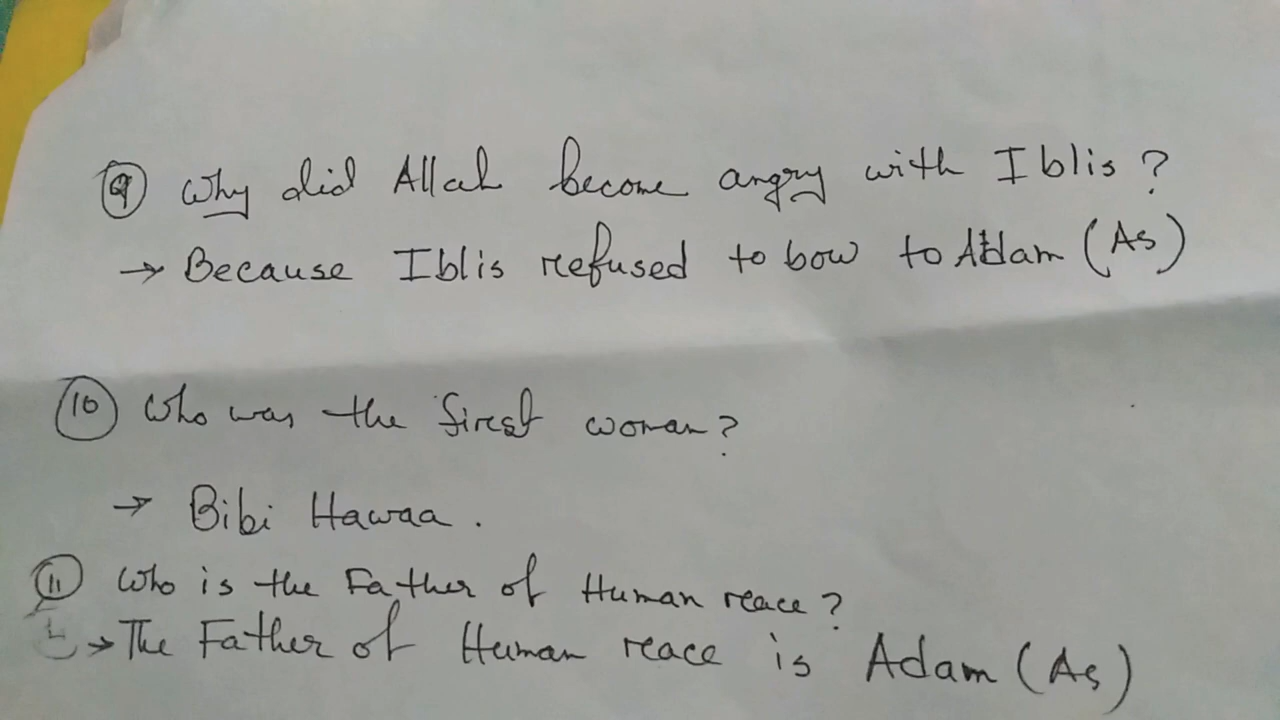 9 Why did Allah become angry with Iblis?
→ Because Iblis refused to bow to Adam (As)
10 Who was the first woman?
→ Bibi Hawaa.
11 Who is the Father of Human race?
→ The Father of Human race is Adam (As)